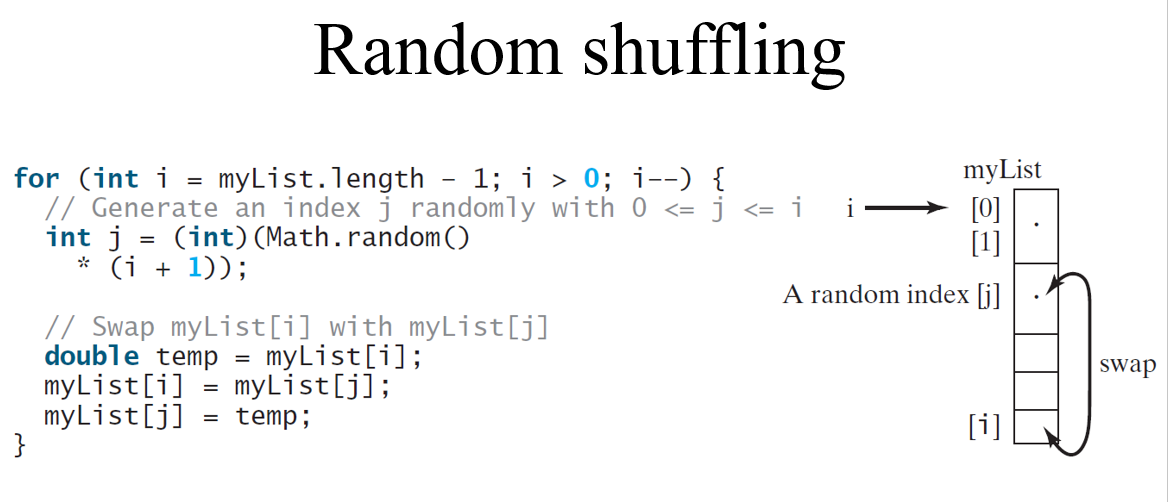 Random shuffling
for (int i = myList.length - 1; i > 0; i--) {
// Generate an index j randomly with 0 <= j <= i
int j = (int)(Math.random()
* (i + 1));
// Swap myList[i] with myList[j]
double temp = myList[i];
myList[i] = myList[j];
myList[j] = temp;
}
myList
i [0]
[1]
A random index [j]
swap
[i]